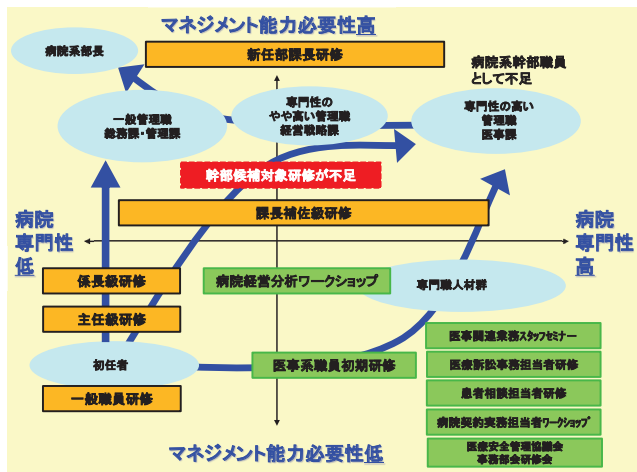 マネジメント能力必要性高
病院系部長
新任部課長研修
病院系幹部職員
として不足
一般管理職
総務課・管理課
専門性の
やや高い管理職
経営戦略課
専門性の高い
管理職
医事課
幹部候補対象研修が不足
課長補佐級研修
病院
専門性
低
病院
専門性
高
係長級研修
病院経営分析ワークショップ
専門職人材群
主任級研修
初任者
医事系職員初期研修
一般職員研修
医事関連業務スタッフセミナー
医療訴訟事務担当者研修
患者相談担当者研修
病院契約実務担当者ワークショップ
医療安全管理協議会
事務部会研修会
マネジメント能力必要性低